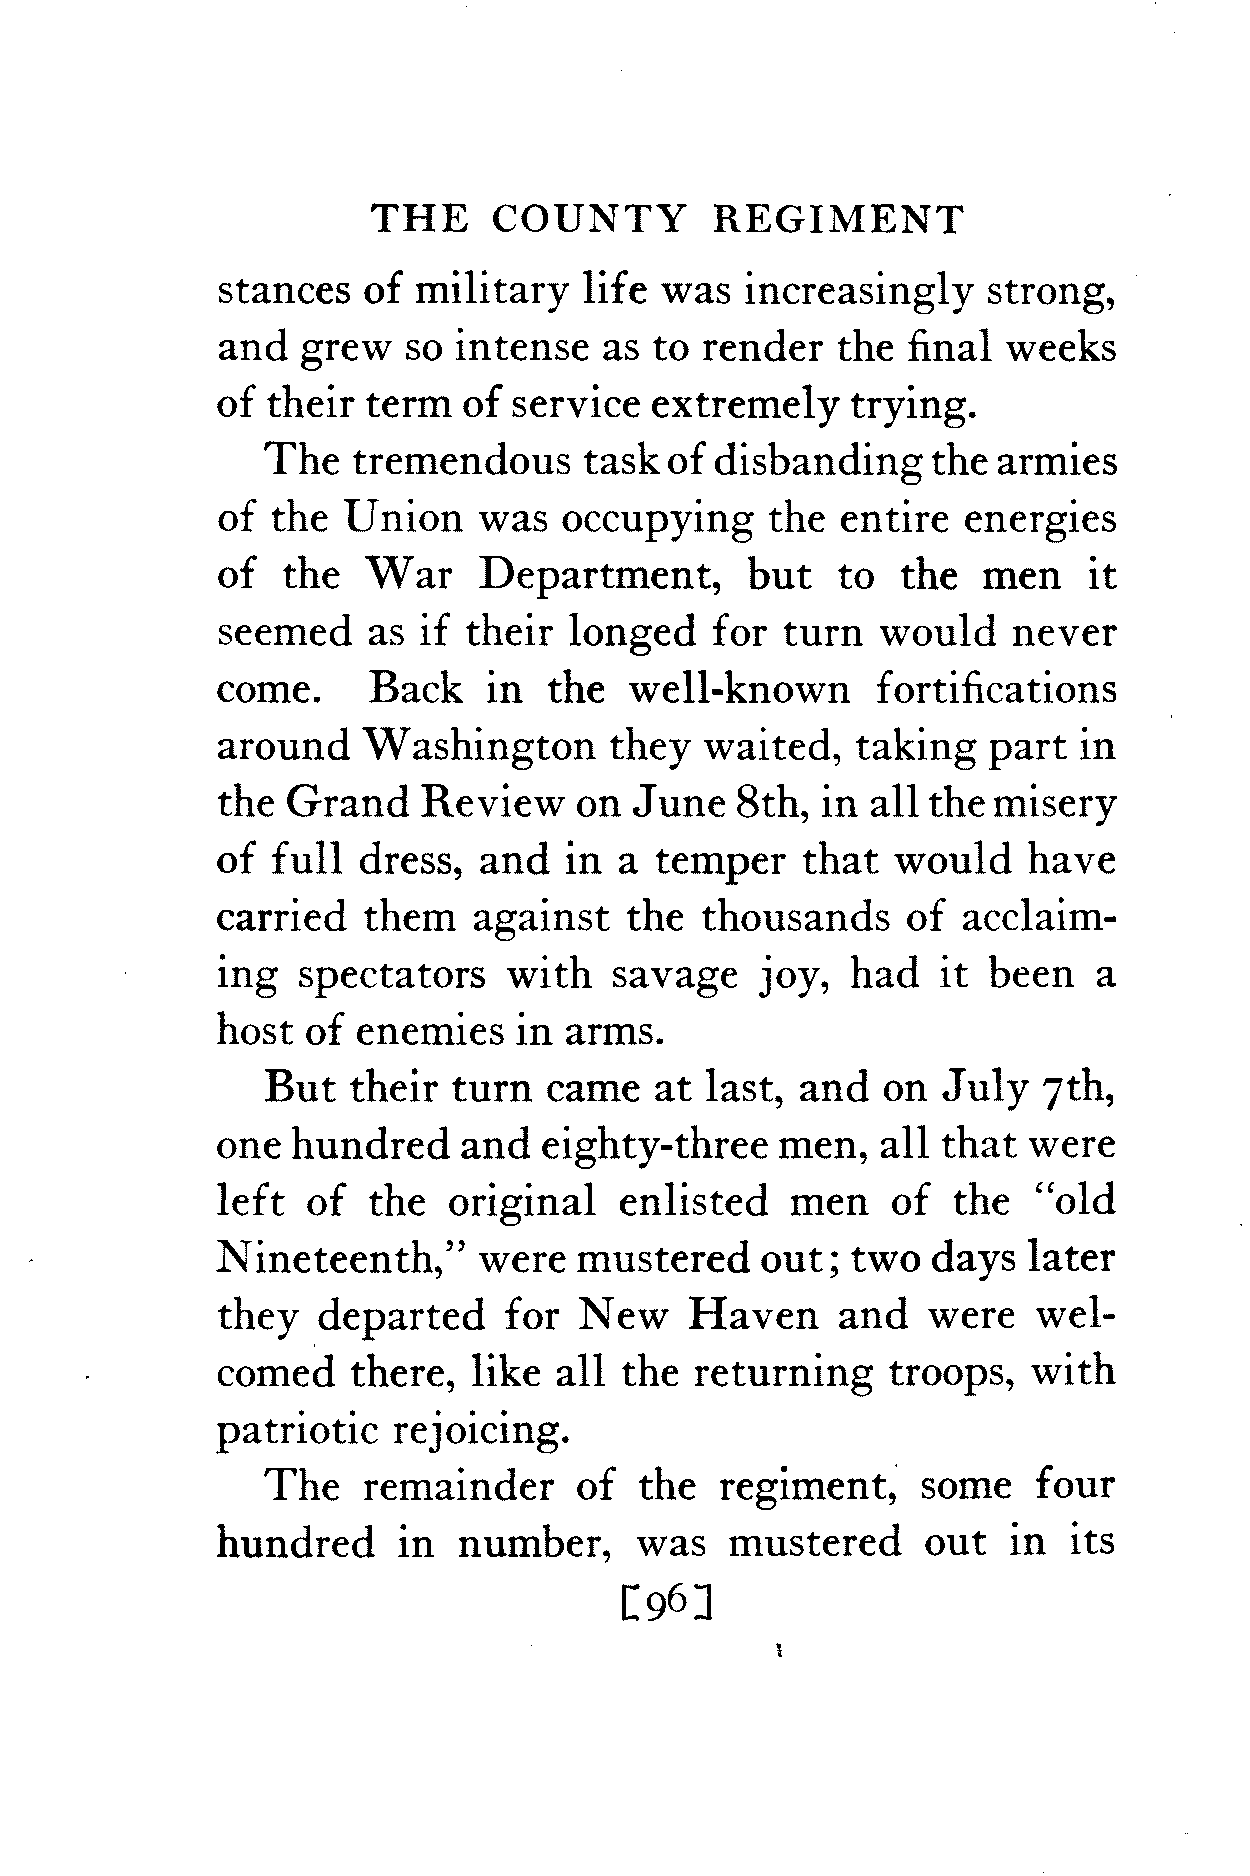 THE COUNTY REGIMENT
stances of military life was increasingly strong,
and grew so intense as to render the final weeks
of their term of service extremely trying.
The tremendous task of disbanding the armies
of the Union was occupying the entire energies
of the War Department, but to the men it
seemed as if their longed for turn would never
come. Back in the well-known fortifications
around Washington they waited, taking part in
the Grand Review on June 8th, in all the misery
of full dress, and in a temper that would have
carried them against the thousands of acclaim-
ing spectators with savage joy, had it been a
host of enemies in arms.
But their turn came at last, and on July 7th,
one hundred and eighty-three men, all that were
left of the original enlisted men of the “old
Nineteenth,” were mustered out; two days later
they departed for New Haven and were wel-
comed there, like all the returning troops, with
patriotic rejoicing.
The remainder of the regiment, some four
hundred in number, was mustered out in its
[96]